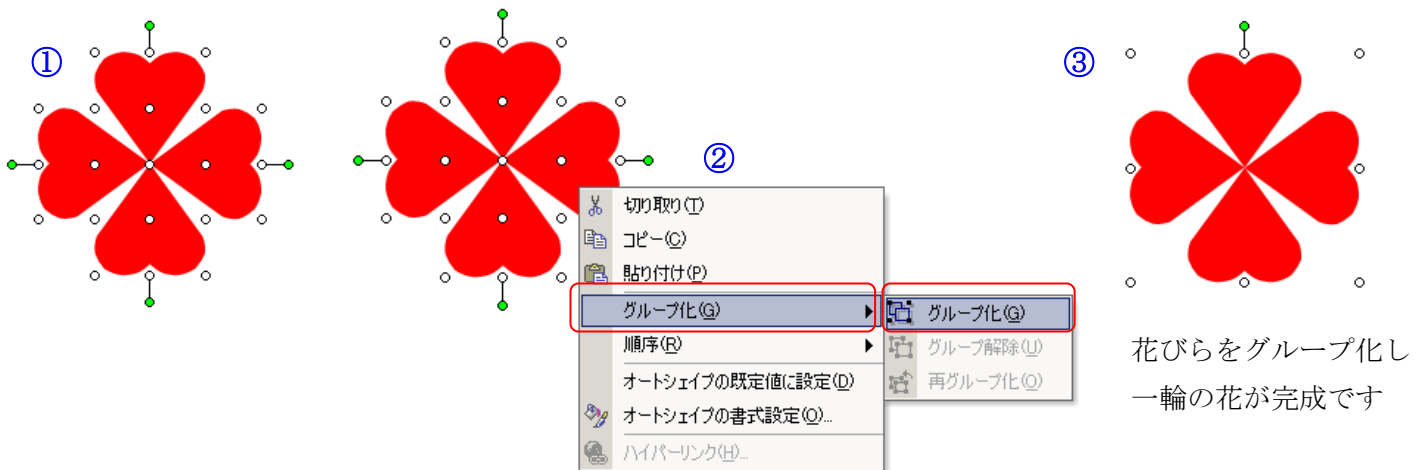 ①
②
切り取り(T)
コピー(C)
貼り付け(P)
グループ化(G)
順序(R)
オートシェイプの既定値に設定(D)
オートシェイプの書式設定(O)...
ハイパーリンク(H)...
グループ化(G)
グループ解除(U)
再グループ化(O)
③
花びらをグループ化し
一輪の花が完成です